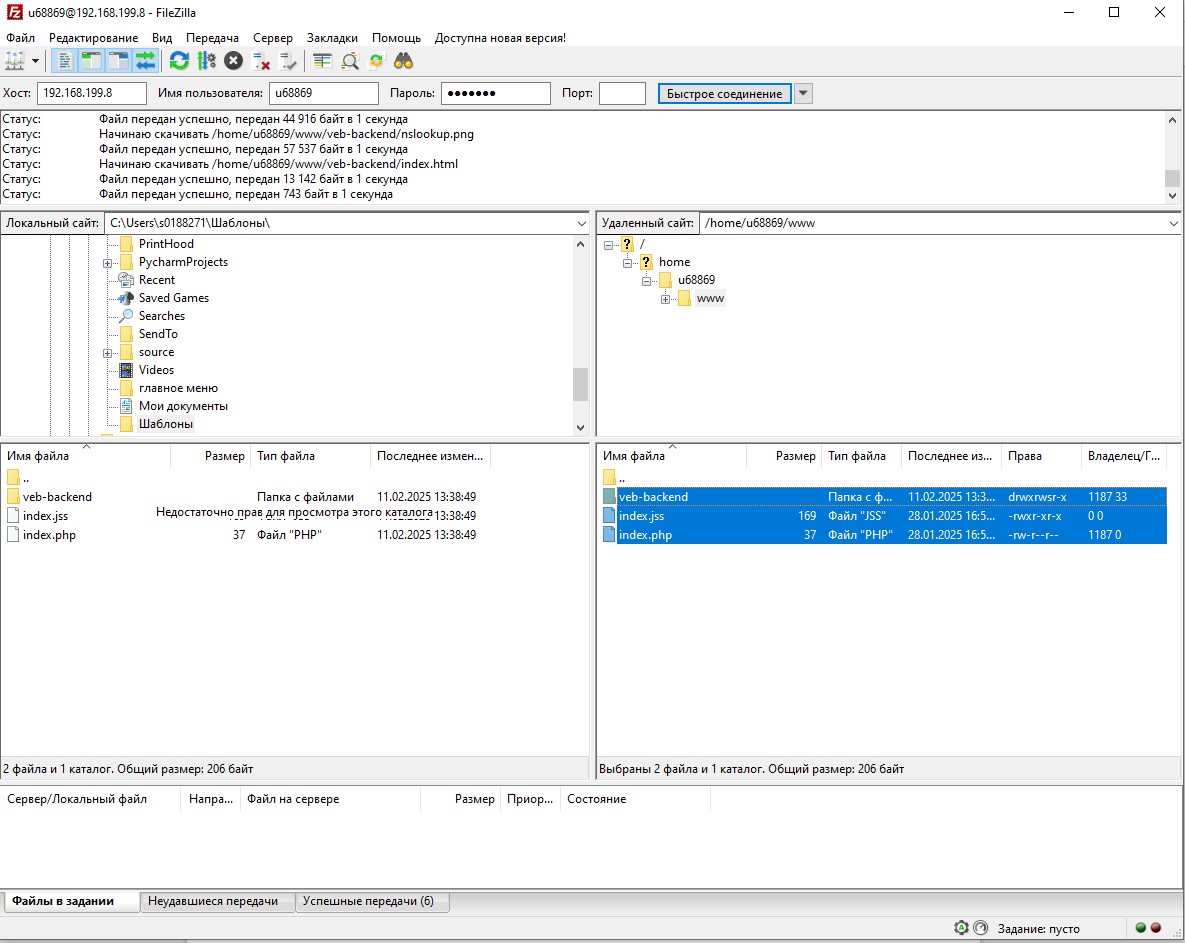 u68869@192.168.199.8 - FileZilla
Файл Редактирование Вид Передача Сервер Закладки Помощь Доступна новая версия!
Хост: 192.168.199.8 Имя пользователя: u68869 Пароль: ●●●●●●● Порт: Быстрое соединение
Статус: Файл передан успешно, передан 44 916 байт в 1 секунда
Статус: Начинаю скачивать /home/u68869/www/veb-backend/nslookup.png
Статус: Файл передан успешно, передан 57 537 байт в 1 секунда
Статус: Начинаю скачивать /home/u68869/www/veb-backend/index.html
Статус: Файл передан успешно, передан 13 142 байт в 1 секунда
Статус: Файл передан успешно, передан 743 байт в 1 секунда
Локальный сайт: C:\Users\s0188271\Шаблоны\
PrintHood
PycharmProjects
Recent
Saved Games
Searches
SendTo
source
Videos
главное меню
Мои документы
Шаблоны
Удаленный сайт: /home/u68869/www
/
home
u68869
www
Имя файла Размер Тип файла Последнее измен...
..
veb-backend Папка с файлами 11.02.2025 13:38:49
Недостаточно прав для просмотра этого каталога
index.jss 11.02.2025 13:38:49
index.php 37 Файл "PHP" 11.02.2025 13:38:49
2 файла и 1 каталог. Общий размер: 206 байт
Имя файла Размер Тип файла Последнее из... Права Владелец/Г...
..
veb-backend Папка с ф... 11.02.2025 13:3... drwxrwsr-x 1187 33
index.jss 169 Файл "JSS" 28.01.2025 16:5... -rwxr-xr-x 0 0
index.php 37 Файл "PHP" 28.01.2025 16:5... -rw-r--r-- 1187 0
Выбраны 2 файла и 1 каталог. Общий размер: 206 байт
Сервер/Локальный файл Напра... Файл на сервере Размер Приор... Состояние
Файлы в задании Неудавшиеся передачи Успешные передачи (6)
Задание: пусто